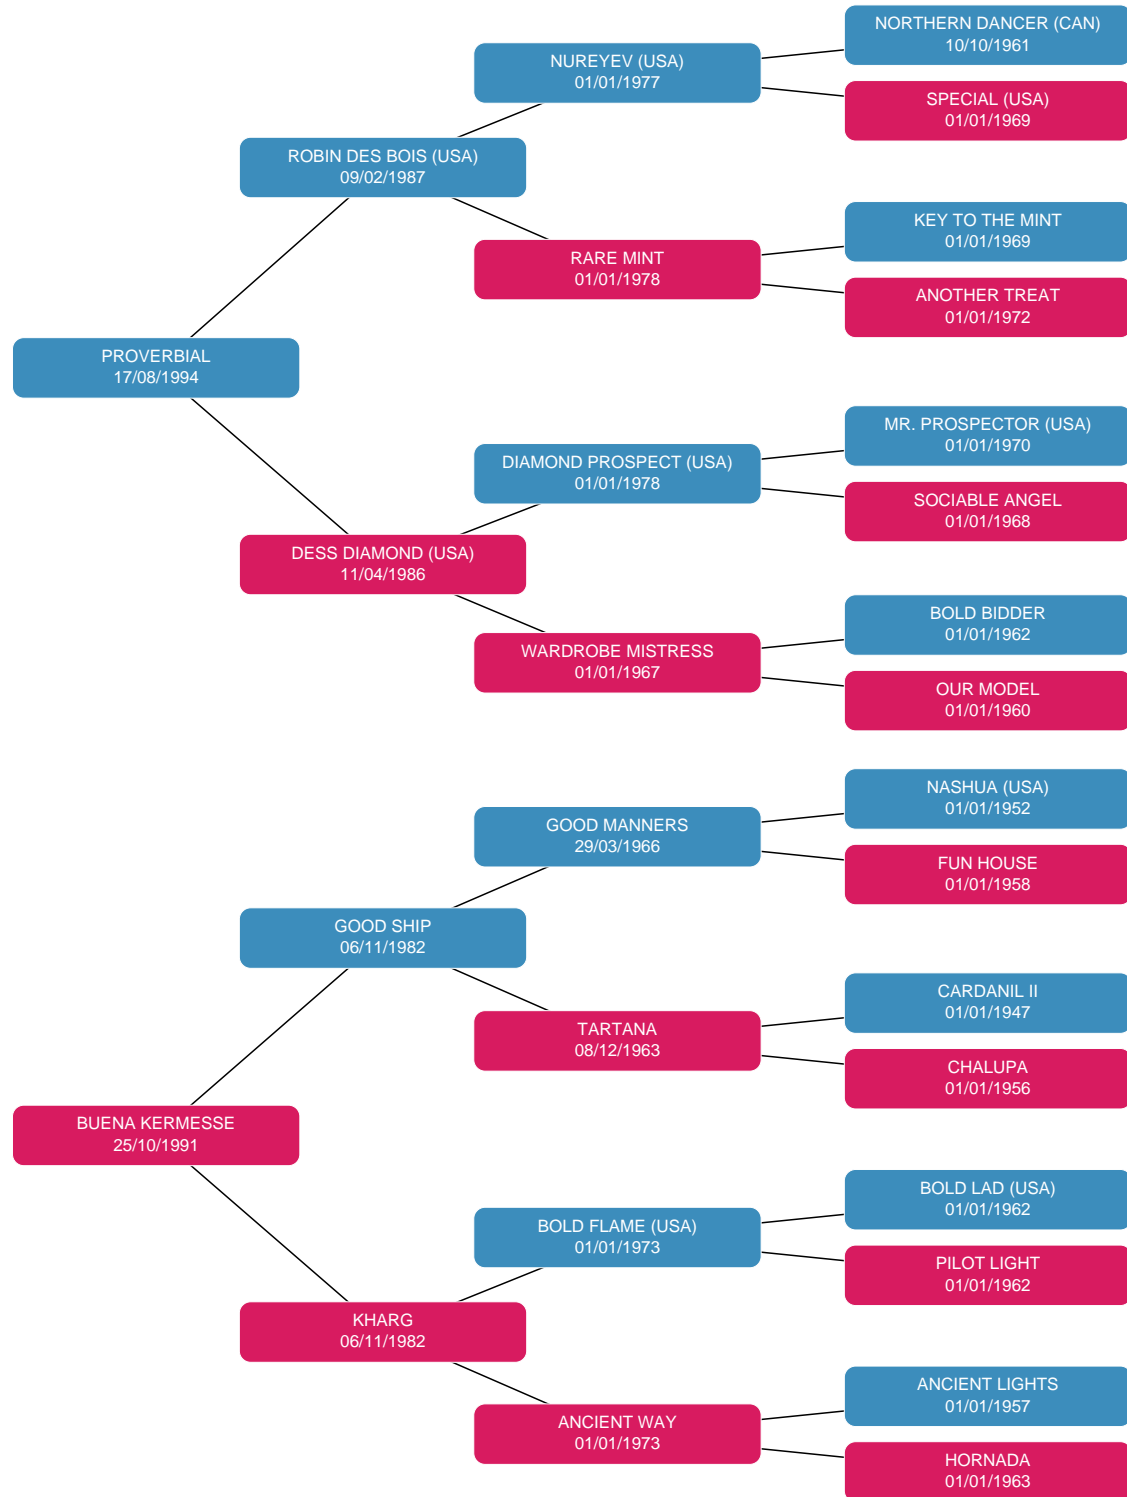 NORTHERN DANCER (CAN)
10/10/1961
NUREYEV (USA)
01/01/1977
SPECIAL (USA)
01/01/1969
ROBIN DES BOIS (USA)
09/02/1987
KEY TO THE MINT
01/01/1969
RARE MINT
01/01/1978
ANOTHER TREAT
01/01/1972
PROVERBIAL
17/08/1994
MR. PROSPECTOR (USA)
01/01/1970
DIAMOND PROSPECT (USA)
01/01/1978
SOCIABLE ANGEL
01/01/1968
DESS DIAMOND (USA)
11/04/1986
BOLD BIDDER
01/01/1962
WARDROBE MISTRESS
01/01/1967
OUR MODEL
01/01/1960
NASHUA (USA)
01/01/1952
GOOD MANNERS
29/03/1966
FUN HOUSE
01/01/1958
GOOD SHIP
06/11/1982
CARDANIL II
01/01/1947
TARTANA
08/12/1963
CHALUPA
01/01/1956
BUENA KERMESSE
25/10/1991
BOLD LAD (USA)
01/01/1962
BOLD FLAME (USA)
01/01/1973
PILOT LIGHT
01/01/1962
KHARG
06/11/1982
ANCIENT LIGHTS
01/01/1957
ANCIENT WAY
01/01/1973
HORNADA
01/01/1963